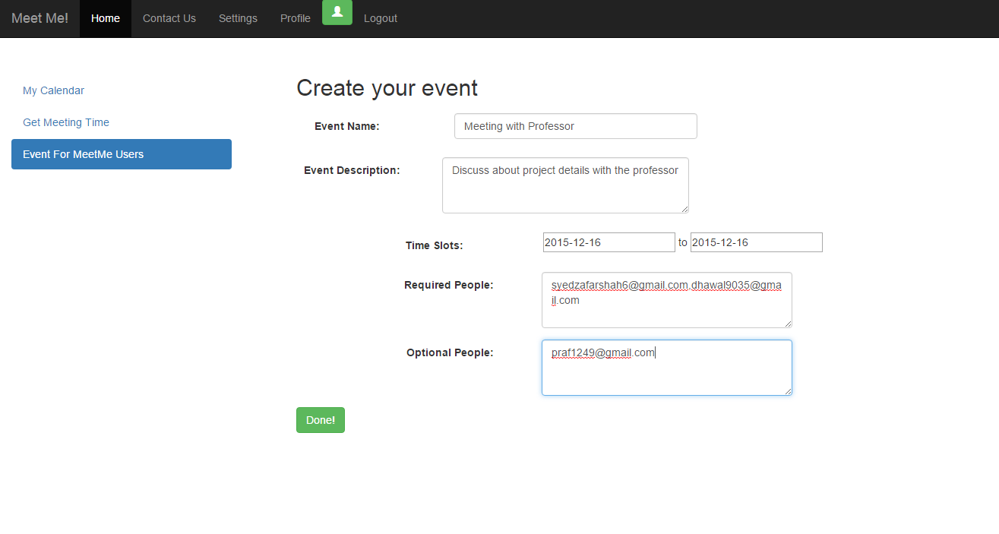 Meet Me! Home Contact Us Settings Profile Logout
My Calendar
Get Meeting Time
Event For MeetMe Users
Create your event
Event Name: Meeting with Professor
Event Description: Discuss about project details with the professor
Time Slots: 2015-12-16 to 2015-12-16
Required People: syedzafarshah6@gmail.com,dhawal9035@gma
il.com
Optional People: praf1249@gmail.com
Done!